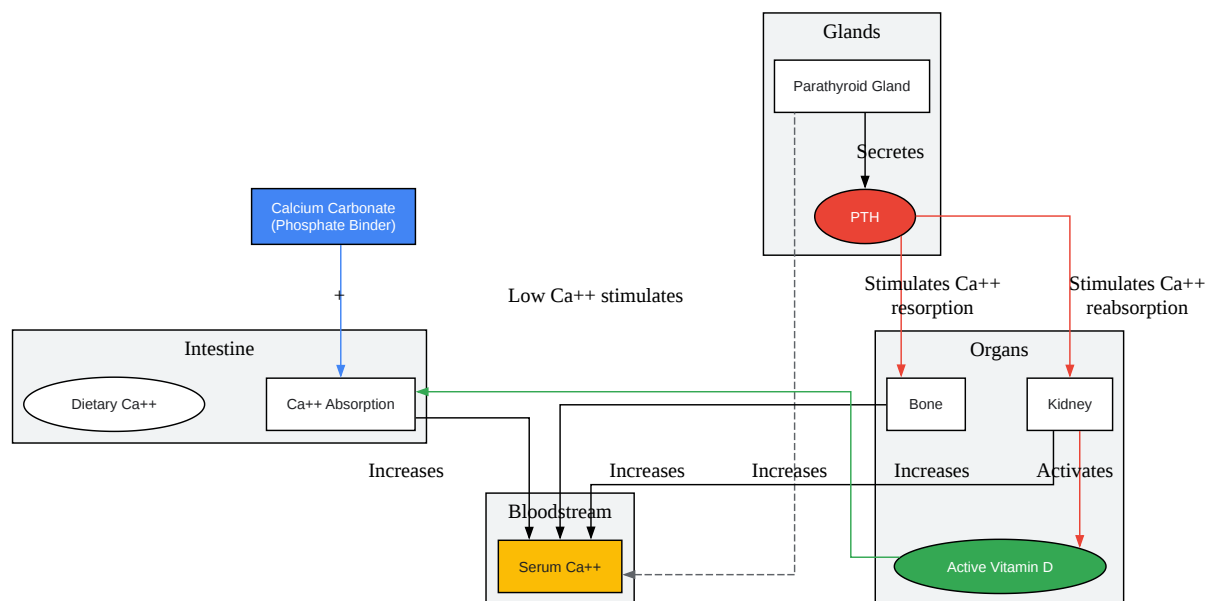 Glands
Parathyroid Gland
Secretes
Calcium Carbonate
(Phosphate Binder)
PTH
+
Low Ca++ stimulates
Stimulates Ca++
resorption
Stimulates Ca++
reabsorption
Intestine
Organs
Dietary Ca++
Ca++ Absorption
Bone
Kidney
Increases
Increases
Increases
Increases
Activates
Bloodstream
Serum Ca++
Active Vitamin D